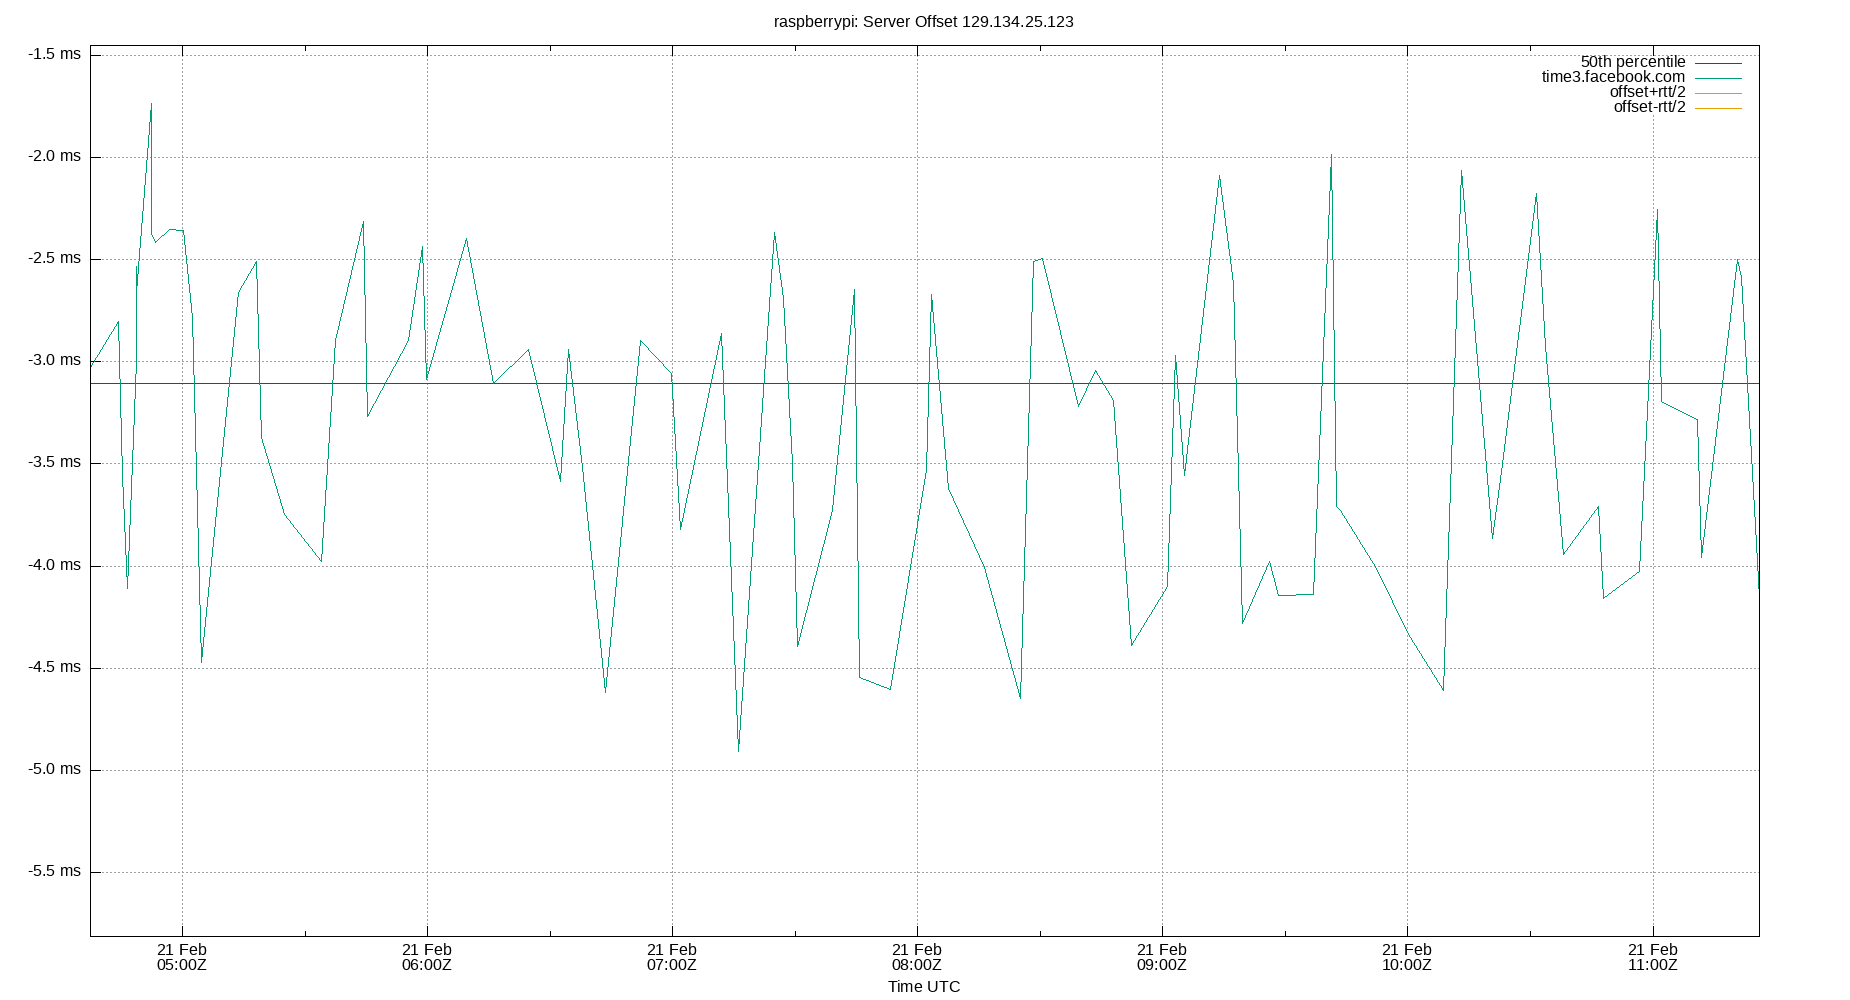 raspberrypi: Server Offset 129.134.25.123
-1.5 ms
-2.0 ms
-2.5 ms
-3.0 ms
-3.5 ms
-4.0 ms
-4.5 ms
-5.0 ms
-5.5 ms
50th percentile
time3.facebook.com
offset+rtt/2
offset-rtt/2
21 Feb 21 Feb 21 Feb 21 Feb 21 Feb 21 Feb 21 Feb
05:00Z 06:00Z 07:00Z 08:00Z 09:00Z 10:00Z 11:00Z
Time UTC